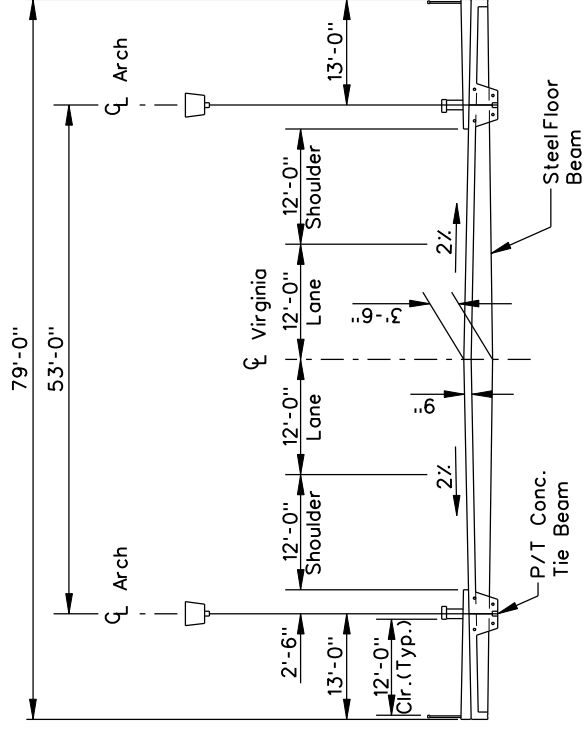 79'-0"
53'-0"
℄ Arch
℄ Arch
℄ Virginia
2'-6"
13'-0"
12'-0"
Clr.(Typ.)
12'-0"
Shoulder
12'-0"
Lane
12'-0"
Lane
12'-0"
Shoulder
13'-0"
2%
9"
3'-6"
2%
P/T Conc.
Tie Beam
Steel Floor
Beam